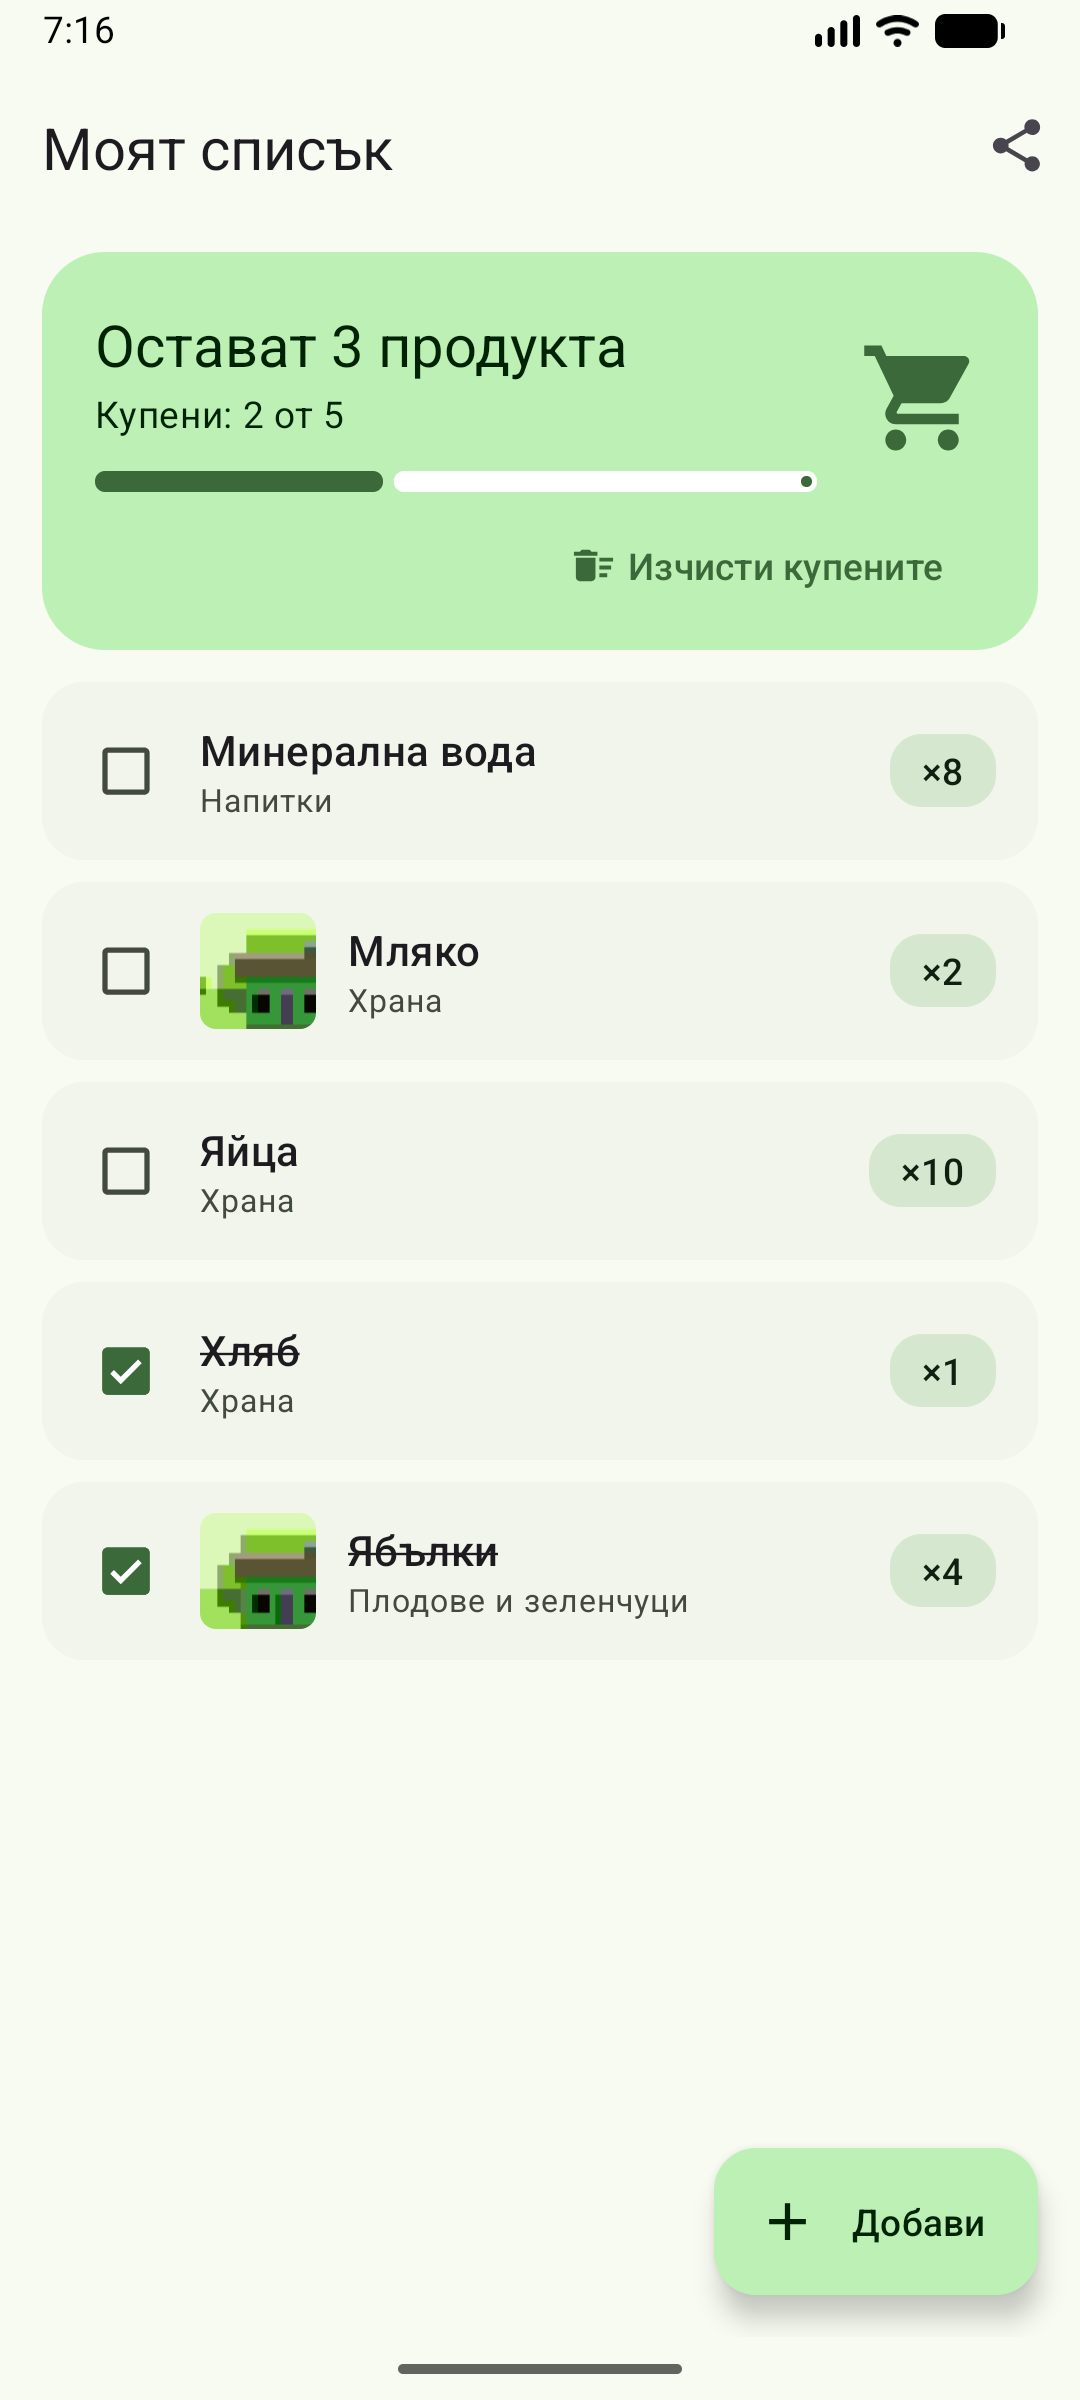 7:16
Моят списък
Остават 3 продукта
Купени: 2 от 5
Изчисти купените
Минерална вода
Напитки
×8
Мляко
Храна
×2
Яйца
Храна
×10
Хляб
Храна
×1
Ябълки
Плодове и зеленчуци
×4
Добави